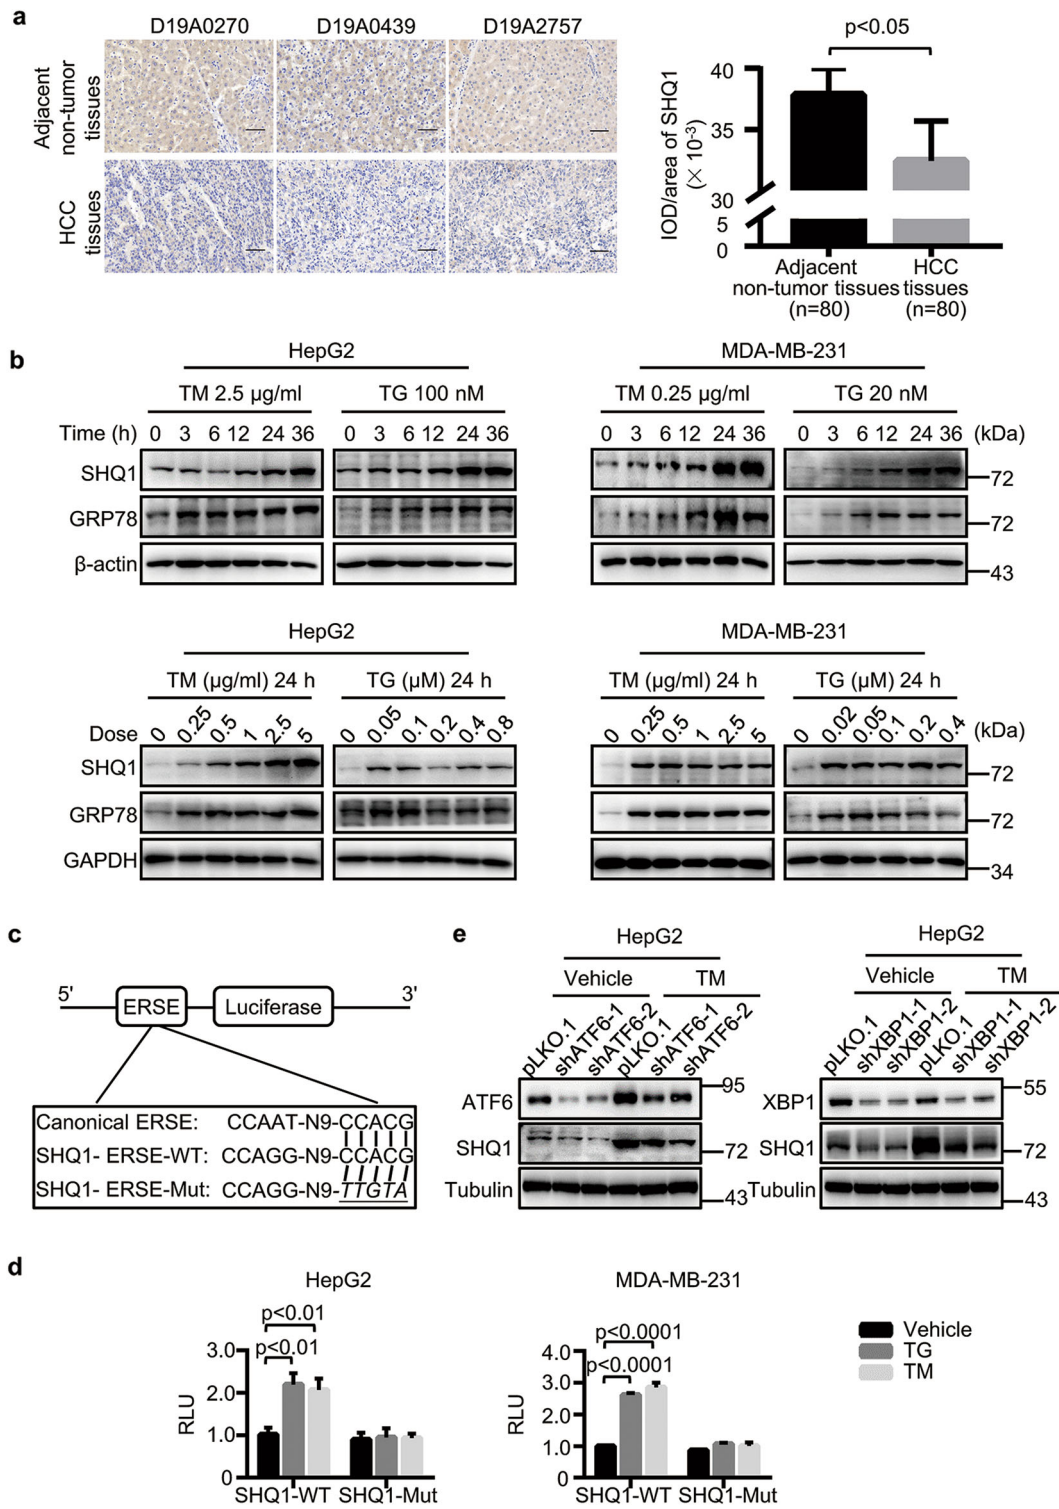 a
D19A0270 D19A0439 D19A2757
Adjacent
non-tumor
tissues
HCC
tissues
p<0.05
IOD/area of SHQ1
(× 10-3)
40
35
30
5
0
Adjacent
non-tumor tissues
(n=80)
HCC
tissues
(n=80)
b
HepG2 MDA-MB-231
TM 2.5 µg/ml TG 100 nM TM 0.25 µg/ml TG 20 nM
Time (h) 0 3 6 12 24 36 0 3 6 12 24 36 0 3 6 12 24 36 0 3 6 12 24 36 (kDa)
SHQ1 72
GRP78 72
β-actin 43
HepG2 MDA-MB-231
TM (µg/ml) 24 h TG (µM) 24 h TM (µg/ml) 24 h TG (µM) 24 h
Dose 0 0.25 0.5 1 2.5 5 0 0.05 0.1 0.2 0.4 0.8 0 0.25 0.5 1 2.5 5 0 0.02 0.05 0.1 0.2 0.4 (kDa)
SHQ1 72
GRP78 72
GAPDH 34
c
5' ERSE Luciferase 3'
Canonical ERSE: CCAAT-N9-CCACG
SHQ1- ERSE-WT: CCAGG-N9-CCACG
SHQ1- ERSE-Mut: CCAGG-N9-TTGTA
e
HepG2 HepG2
Vehicle TM Vehicle TM
pLKO.1 shATF6-1 shATF6-2 pLKO.1 shATF6-1 shATF6-2 pLKO.1 shXBP1-1 shXBP1-2 pLKO.1 shXBP1-1 shXBP1-2
ATF6 95 XBP1 55
SHQ1 72 SHQ1 72
Tubulin 43 Tubulin 43
d
HepG2
p<0.01
p<0.01
RLU
3.0
2.0
1.0
0
SHQ1-WT SHQ1-Mut
MDA-MB-231
p<0.0001
p<0.0001
RLU
4.0
3.0
2.0
1.0
0
SHQ1-WT SHQ1-Mut
Vehicle
TG
TM